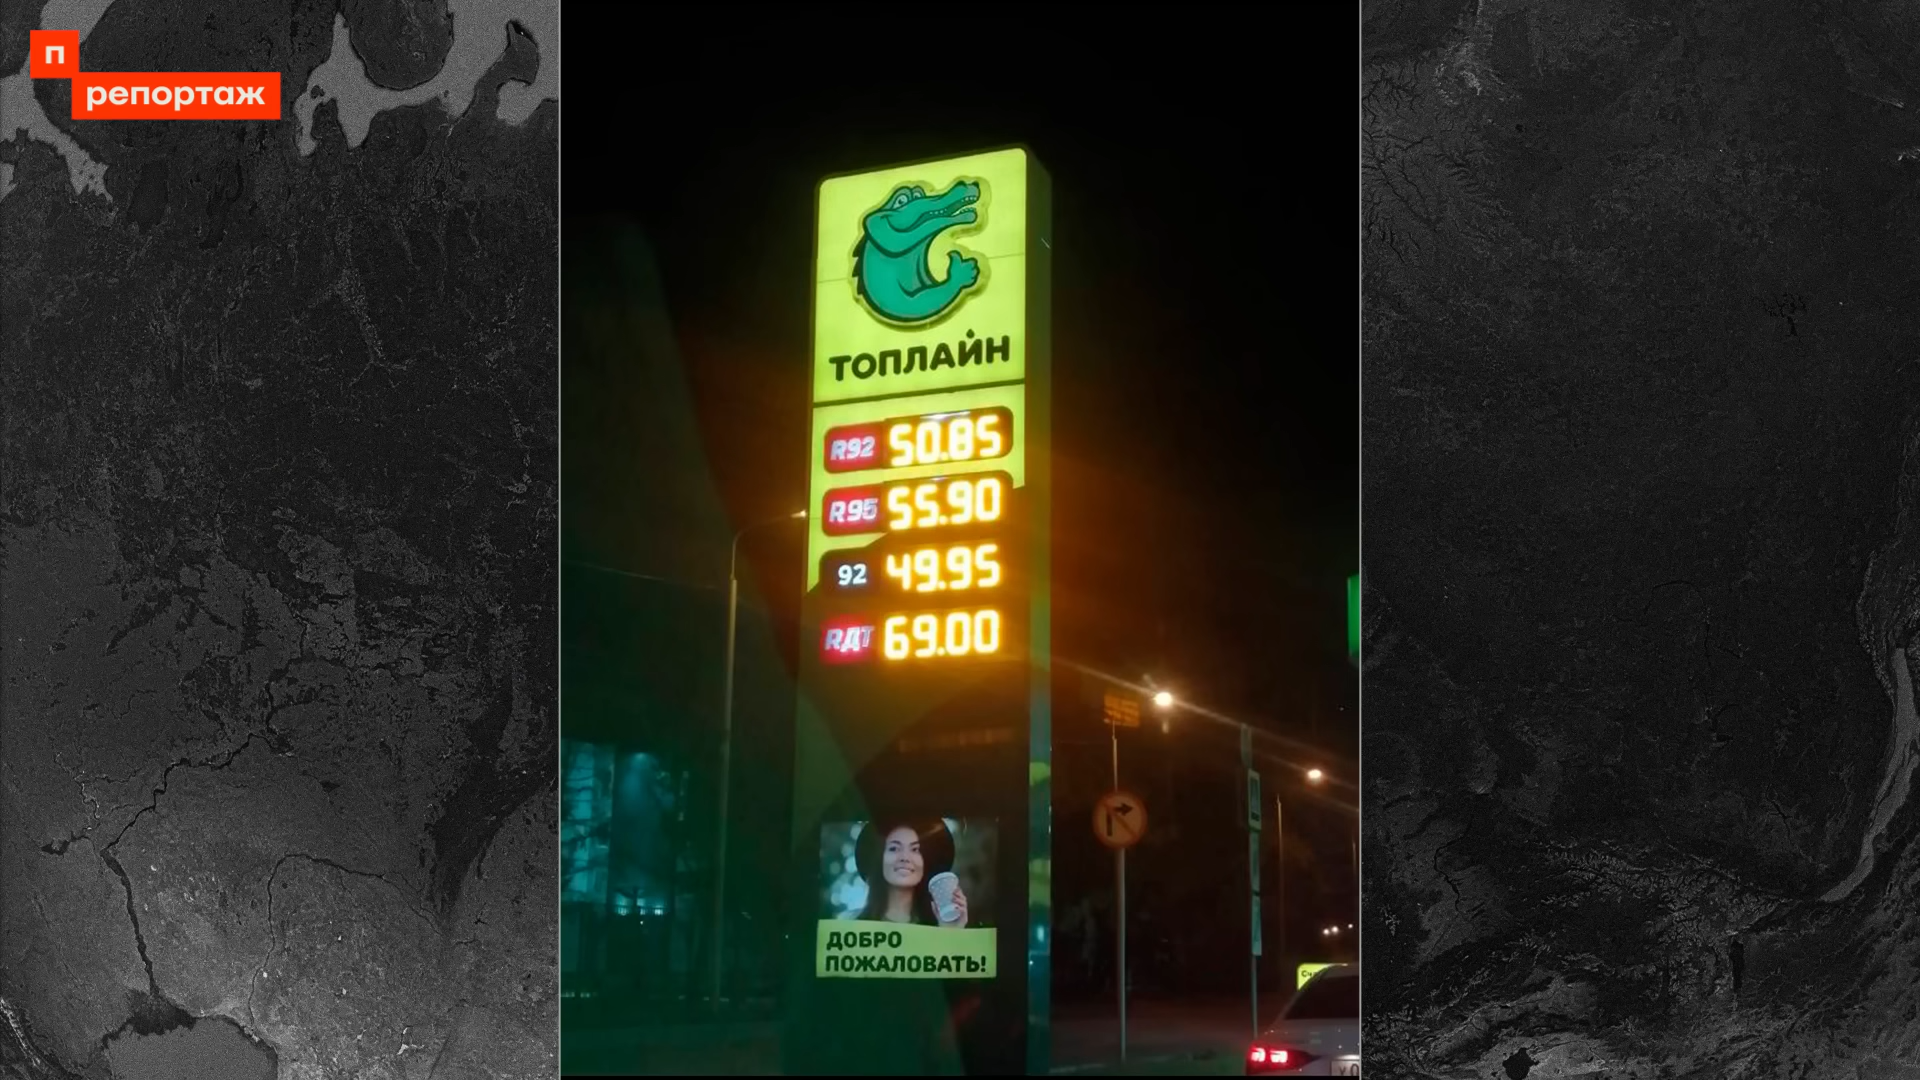 п
репортаж
ТОПЛАЙН
R92 50.85
R95 55.90
92 49.95
RДТ 69.00
ДОБРО
ПОЖАЛОВАТЬ!